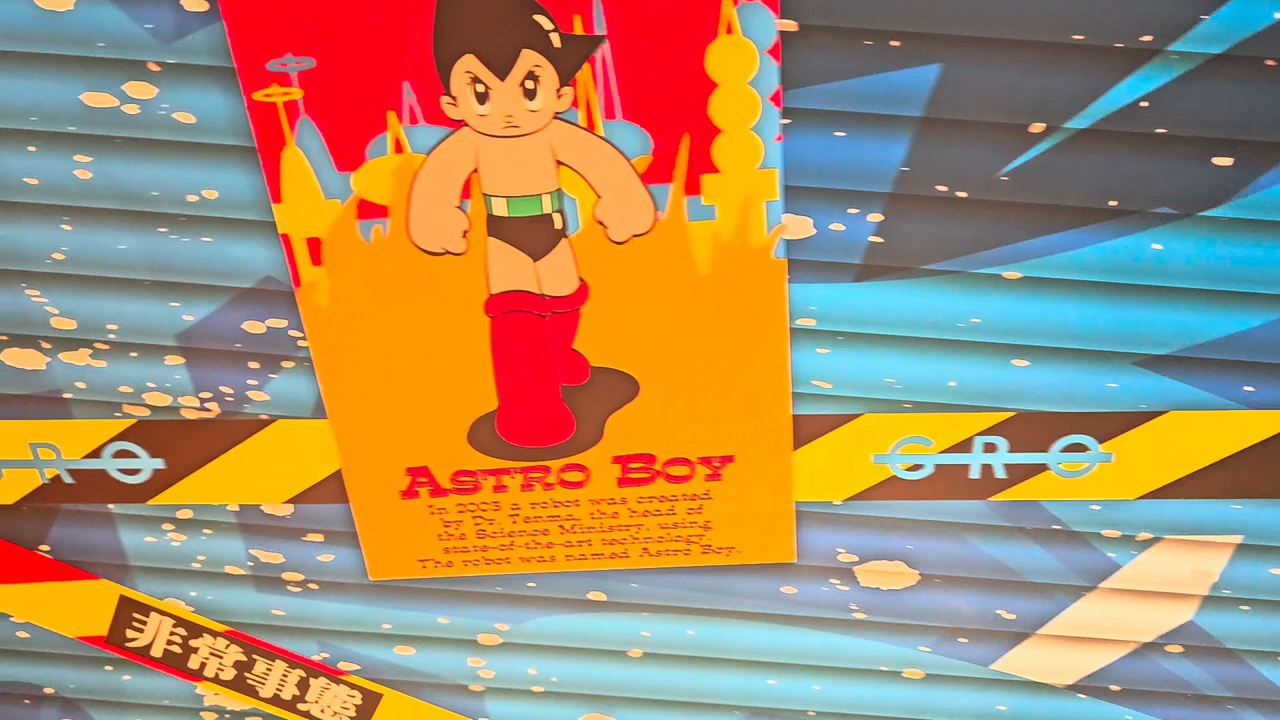 RO
GRO
ASTRO BOY
In 2003 a robot was created
by Dr. Tenma, the head of
the Science Ministry, using
state-of-the-art technology.
The robot was named Astro Boy.
非常事態